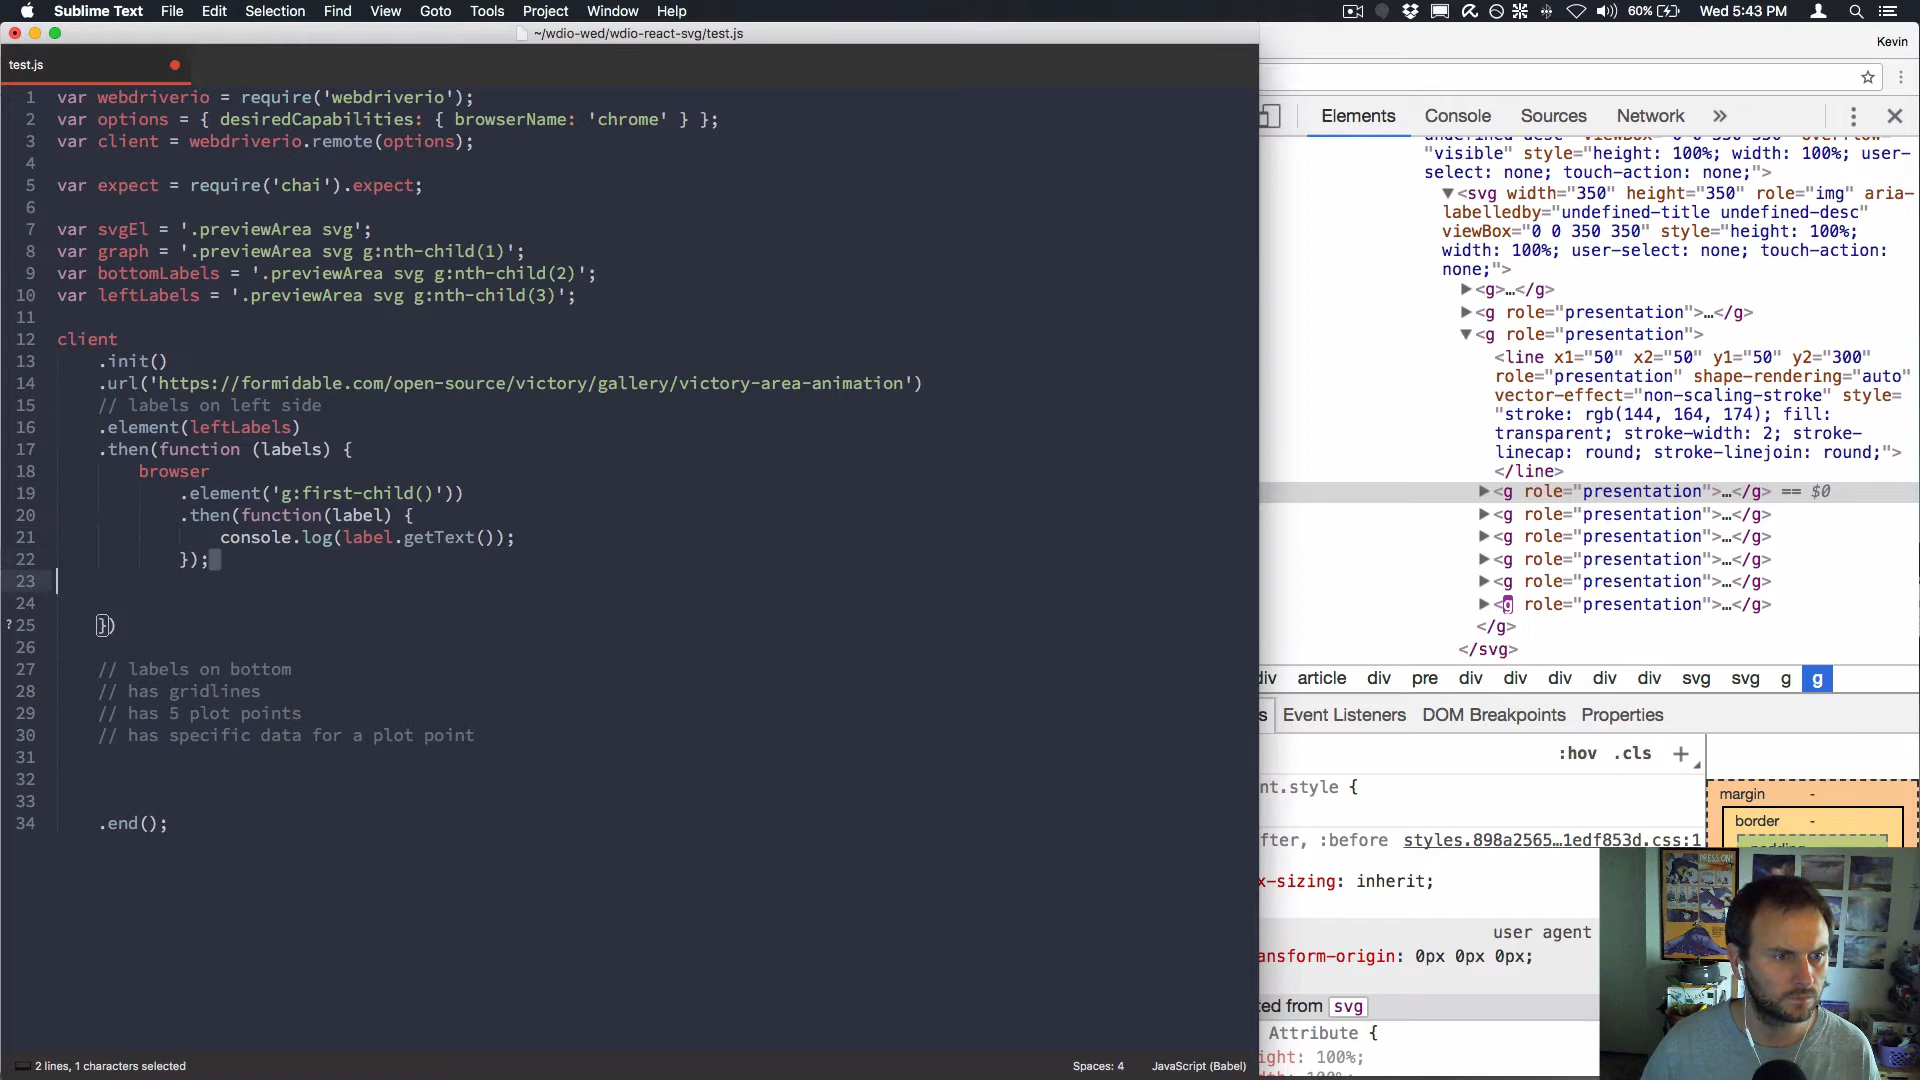 Sublime Text File Edit Selection Find View Goto Tools Project Window Help 60% Wed 5:43 PM
~/wdio-wed/wdio-react-svg/test.js
Kevin
test.js
1 var webdriverio = require('webdriverio');
2 var options = { desiredCapabilities: { browserName: 'chrome' } };
3 var client = webdriverio.remote(options);
4
5 var expect = require('chai').expect;
6
7 var svgEl = '.previewArea svg';
8 var graph = '.previewArea svg g:nth-child(1)';
9 var bottomLabels = '.previewArea svg g:nth-child(2)';
10 var leftLabels = '.previewArea svg g:nth-child(3)';
11
12 client
13 .init()
14 .url('https://formidable.com/open-source/victory/gallery/victory-area-animation')
15 // labels on left side
16 .element(leftLabels)
17 .then(function (labels) {
18 browser
19 .element('g:first-child()'))
20 .then(function(label) {
21 console.log(label.getText());
22 });
23
24
? 25 })
26
27 // labels on bottom
28 // has gridlines
29 // has 5 plot points
30 // has specific data for a plot point
31
32
33
34 .end();
2 lines, 1 characters selected
Spaces: 4 JavaScript (Babel)
Elements Console Sources Network »
"visible" style="height: 100%; width: 100%; user-
select: none; touch-action: none;">
▼<svg width="350" height="350" role="img" aria-
labelledby="undefined-title undefined-desc"
viewBox="0 0 350 350" style="height: 100%;
width: 100%; user-select: none; touch-action:
none;">
▶<g>…</g>
▶<g role="presentation">…</g>
▼<g role="presentation">
<line x1="50" x2="50" y1="50" y2="300"
role="presentation" shape-rendering="auto"
vector-effect="non-scaling-stroke" style=
"stroke: rgb(144, 164, 174); fill:
transparent; stroke-width: 2; stroke-
linecap: round; stroke-linejoin: round;">
</line>
▶<g role="presentation">…</g> == $0
▶<g role="presentation">…</g>
▶<g role="presentation">…</g>
▶<g role="presentation">…</g>
▶<g role="presentation">…</g>
▶<g role="presentation">…</g>
</g>
</svg>
div article div pre div div div div div svg svg g g
s Event Listeners DOM Breakpoints Properties
:hov .cls +
nt.style {
fter, :before styles.898a2565…1edf853d.css:1
x-sizing: inherit;
user agent
ansform-origin: 0px 0px 0px;
ted from svg
Attribute {
ight: 100%;
margin -
border -